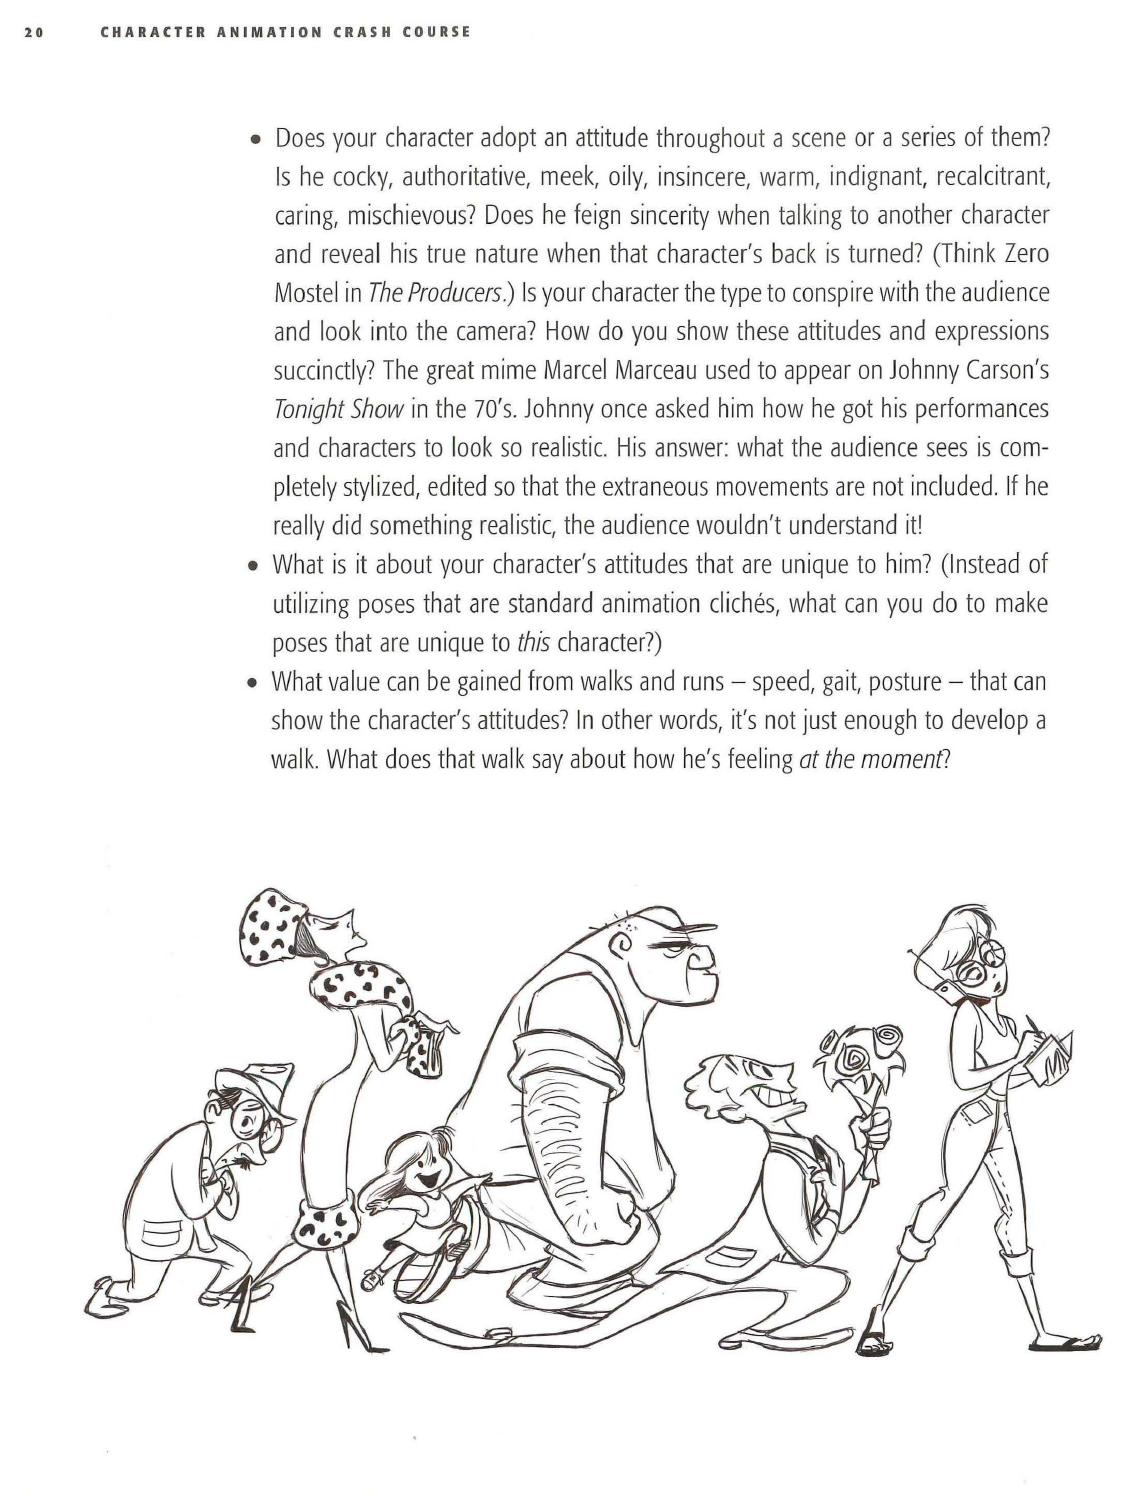 20 CHARACTER ANIMATION CRASH COURSE
• Does your character adopt an attitude throughout a scene or a series of them?
Is he cocky, authoritative, meek, oily, insincere, warm, indignant, recalcitrant,
caring, mischievous? Does he feign sincerity when talking to another character
and reveal his true nature when that character's back is turned? (Think Zero
Mostel in The Producers.) Is your character the type to conspire with the audience
and look into the camera? How do you show these attitudes and expressions
succinctly? The great mime Marcel Marceau used to appear on Johnny Carson's
Tonight Show in the 70's. Johnny once asked him how he got his performances
and characters to look so realistic. His answer: what the audience sees is com-
pletely stylized, edited so that the extraneous movements are not included. If he
really did something realistic, the audience wouldn't understand it!
• What is it about your character's attitudes that are unique to him? (Instead of
utilizing poses that are standard animation clichés, what can you do to make
poses that are unique to this character?)
• What value can be gained from walks and runs – speed, gait, posture – that can
show the character's attitudes? In other words, it's not just enough to develop a
walk. What does that walk say about how he's feeling at the moment?